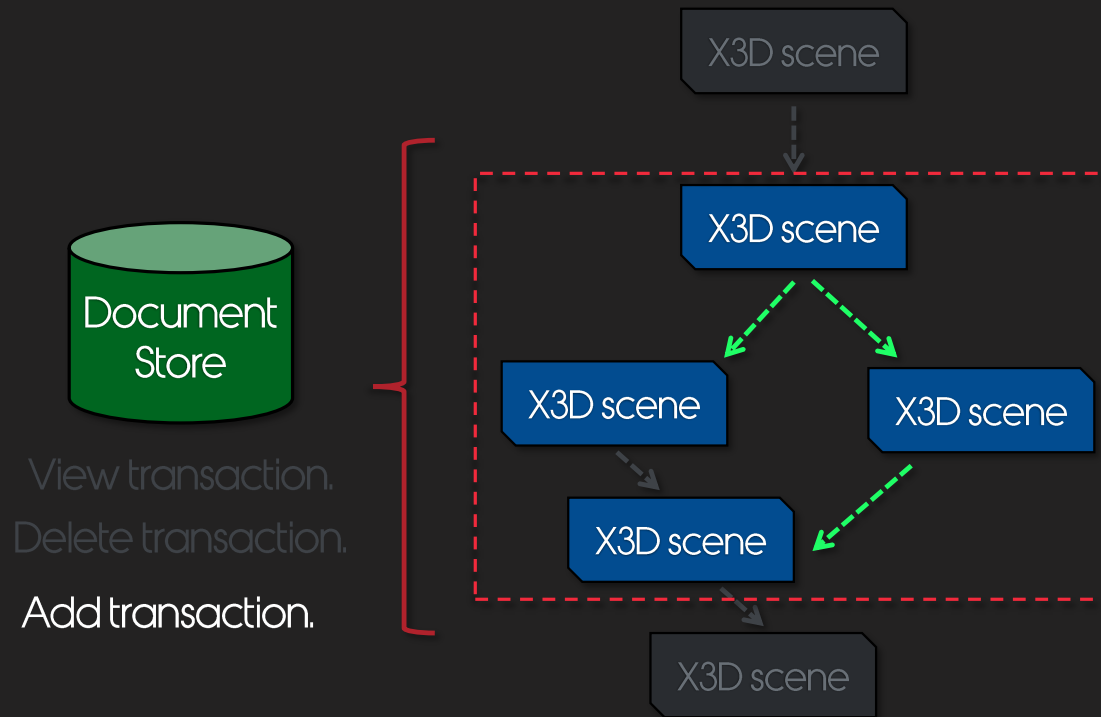 X3D scene
X3D scene
Document
Store
X3D scene
X3D scene
View transaction.
Delete transaction.
X3D scene
Add transaction.
X3D scene